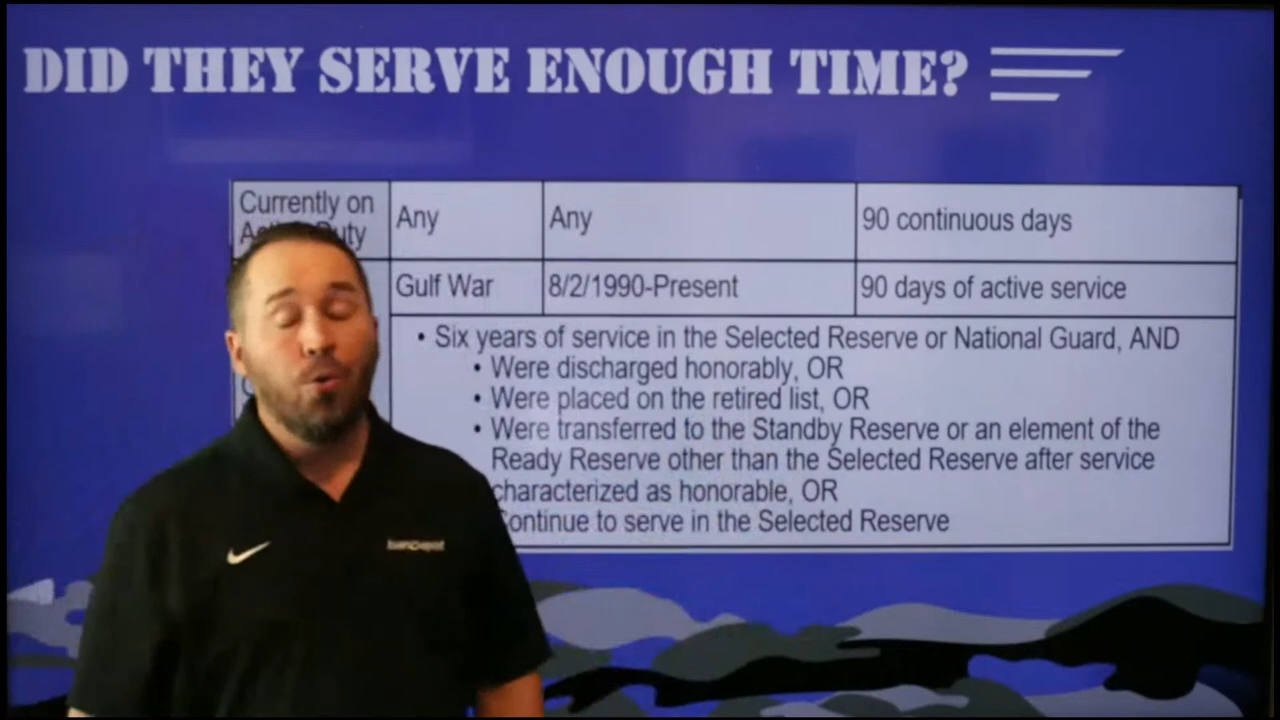 DID THEY SERVE ENOUGH TIME?
Currently on Active Duty
Any
Any
90 continuous days
Gulf War
8/2/1990-Present
90 days of active service
• Six years of service in the Selected Reserve or National Guard, AND
• Were discharged honorably, OR
• Were placed on the retired list, OR
• Were transferred to the Standby Reserve or an element of the
Ready Reserve other than the Selected Reserve after service
characterized as honorable, OR
Continue to serve in the Selected Reserve
loanDepot